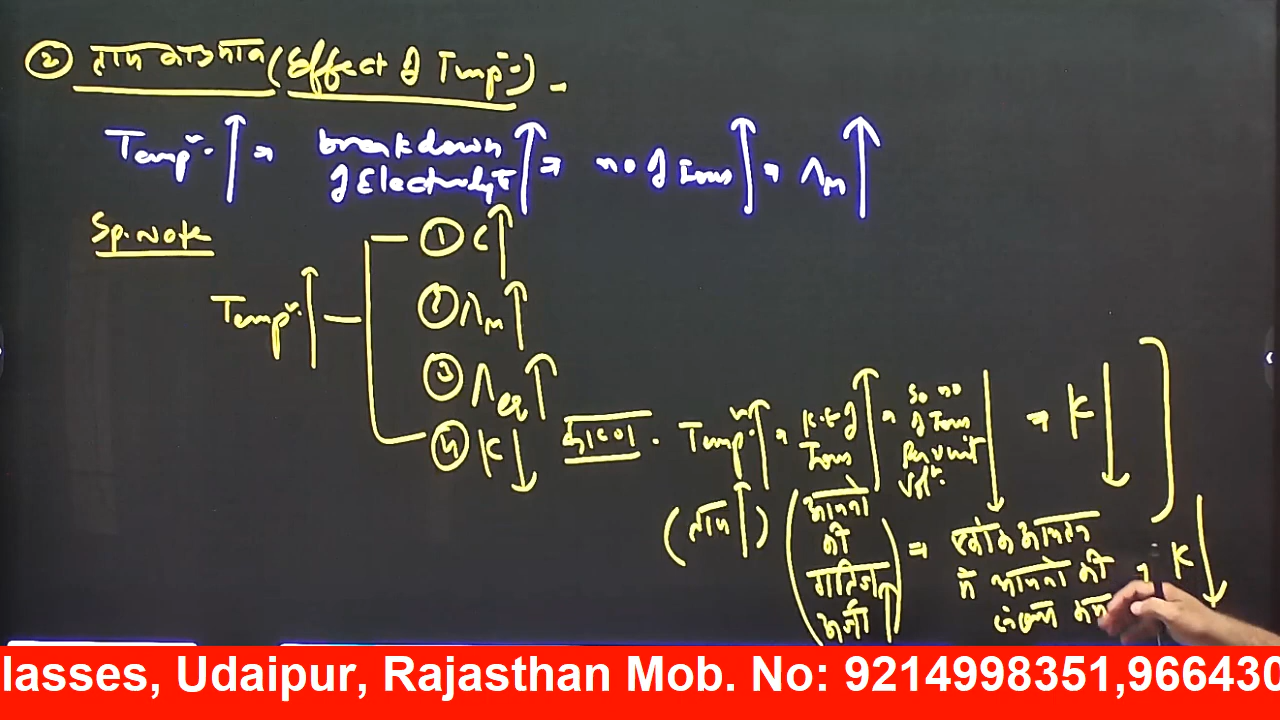 ② ताप का प्रभाव (Effect of Temp.) -
Temp. ↑ ⇒ breakdown of Electrolyte ↑ ⇒ no of Ions ↑ ⇒ Λm ↑
Sp. Note
Temp. ↑
① C ↑
② Λm ↑
③ Λeq ↑
④ K ↓
कारण. Temp. ↑ ⇒ K.E of Ions ↑ ⇒ So no of Ions Per unit Vol. ↓ ⇒ K ↓
(ताप ↑) (आयनों की गतिज ऊर्जा ↑) ⇒ एकांक आयतन में आयनों की संख्या कम ⇒ K ↓
lasses, Udaipur, Rajasthan Mob. No: 9214998351,966430